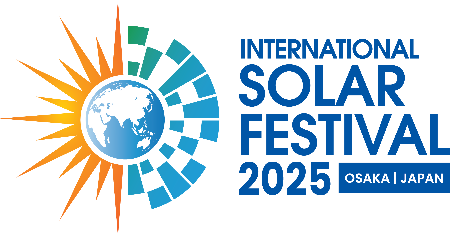 INTERNATIONAL
SOLAR
FESTIVAL
2025 OSAKA | JAPAN